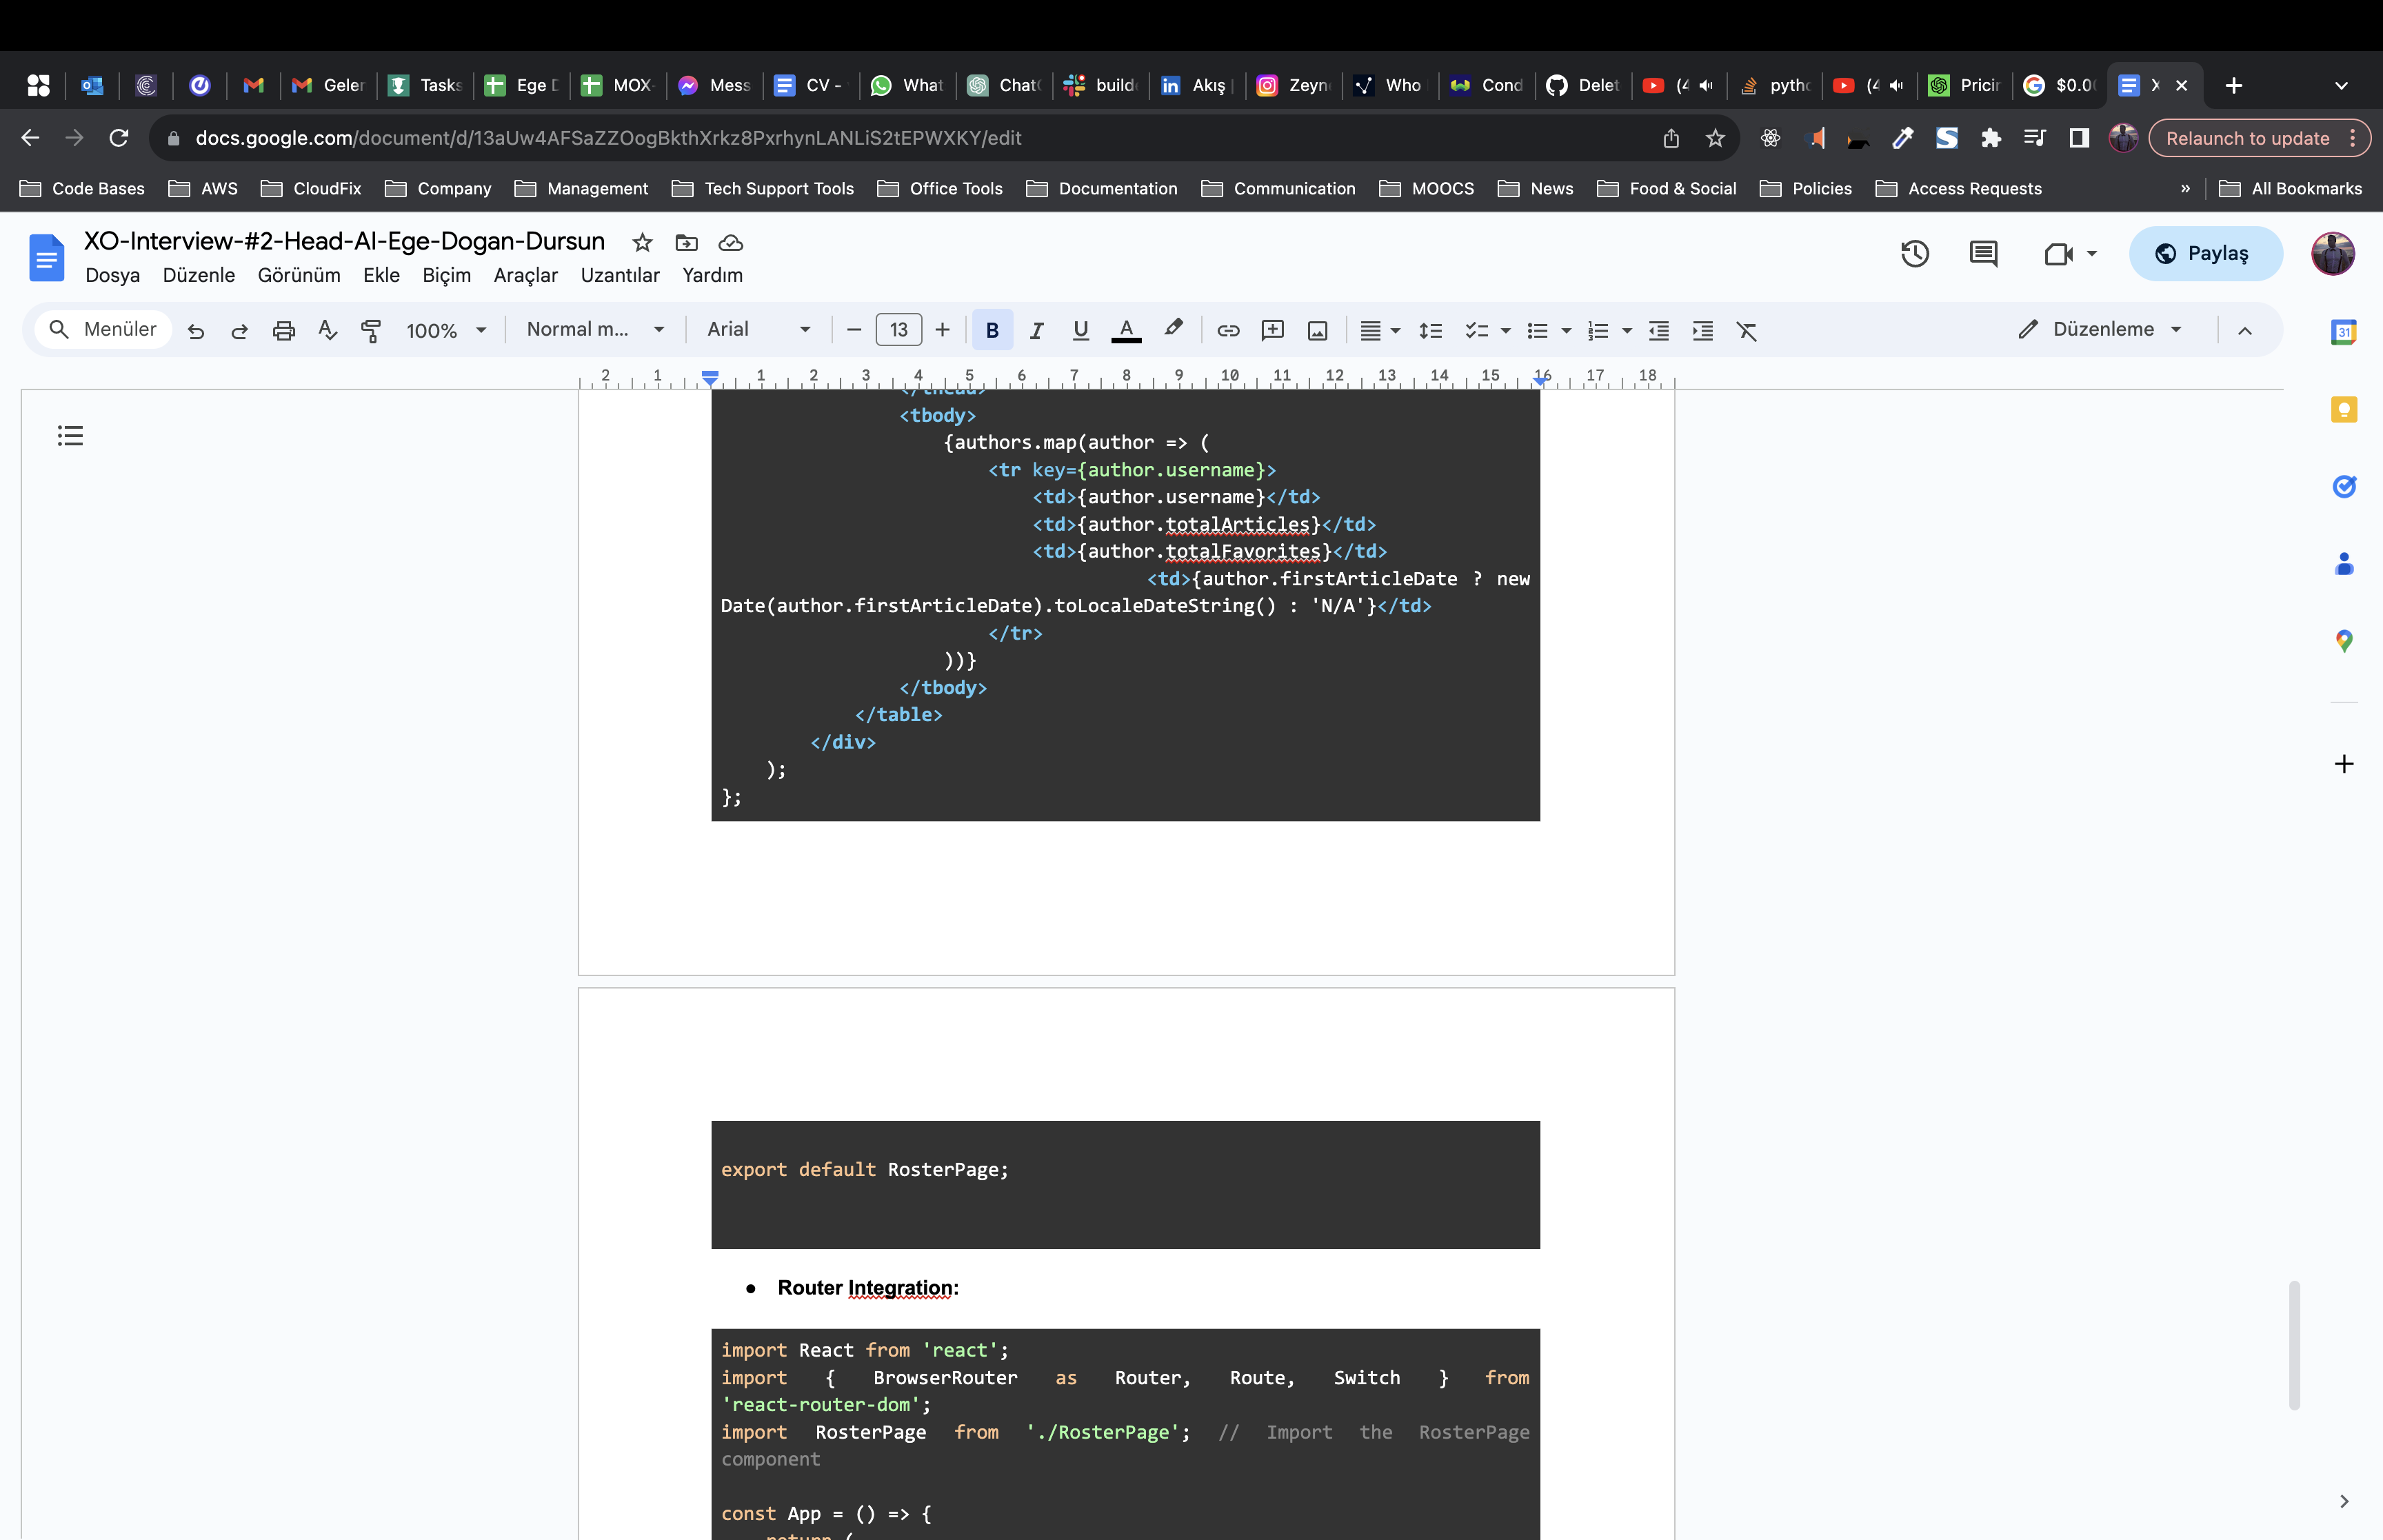 Geler
Tasks
Ege D
MOX-
Mess
CV -
What
Chat
build
Akış
Zeyn
Who
Cond
Delet
(4
pytho
(4
Pricin
$0.0
X
docs.google.com/document/d/13aUw4AFSaZZOogBkthXrkz8PxrhynLANLiS2tEPWXKY/edit
Relaunch to update
Code Bases
AWS
CloudFix
Company
Management
Tech Support Tools
Office Tools
Documentation
Communication
MOOCS
News
Food & Social
Policies
Access Requests
»
All Bookmarks
XO-Interview-#2-Head-AI-Ege-Dogan-Dursun
Dosya Düzenle Görünüm Ekle Biçim Araçlar Uzantılar Yardım
Paylaş
Menüler
100%
Normal m...
Arial
13
B I U A
Düzenleme
31
2 1 1 2 3 4 5 6 7 8 9 10 11 12 13 14 15 16 17 18
</thead>
<tbody>
{authors.map(author => (
<tr key={author.username}>
<td>{author.username}</td>
<td>{author.totalArticles}</td>
<td>{author.totalFavorites}</td>
<td>{author.firstArticleDate ? new
Date(author.firstArticleDate).toLocaleDateString() : 'N/A'}</td>
</tr>
))}
</tbody>
</table>
</div>
);
};
export default RosterPage;
● Router Integration:
import React from 'react';
import { BrowserRouter as Router, Route, Switch } from
'react-router-dom';
import RosterPage from './RosterPage'; // Import the RosterPage
component
const App = () => {
return (